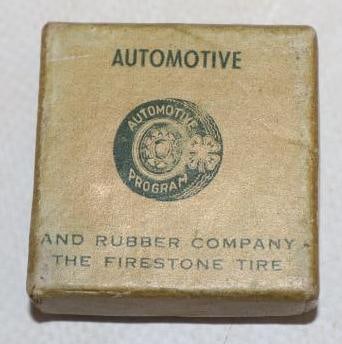 AUTOMOTIVE
AUTOMOTIVE
PROGRAM
AND RUBBER COMPANY -
THE FIRESTONE TIRE